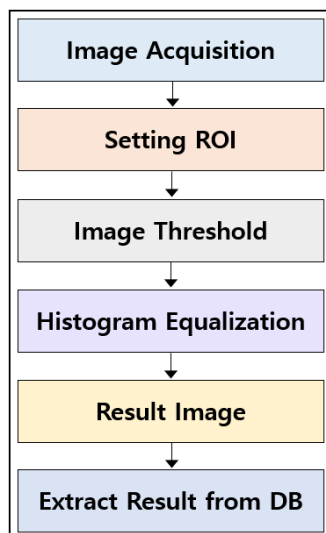 Image Acquisition
Setting ROI
Image Threshold
Histogram Equalization
Result Image
Extract Result from DB